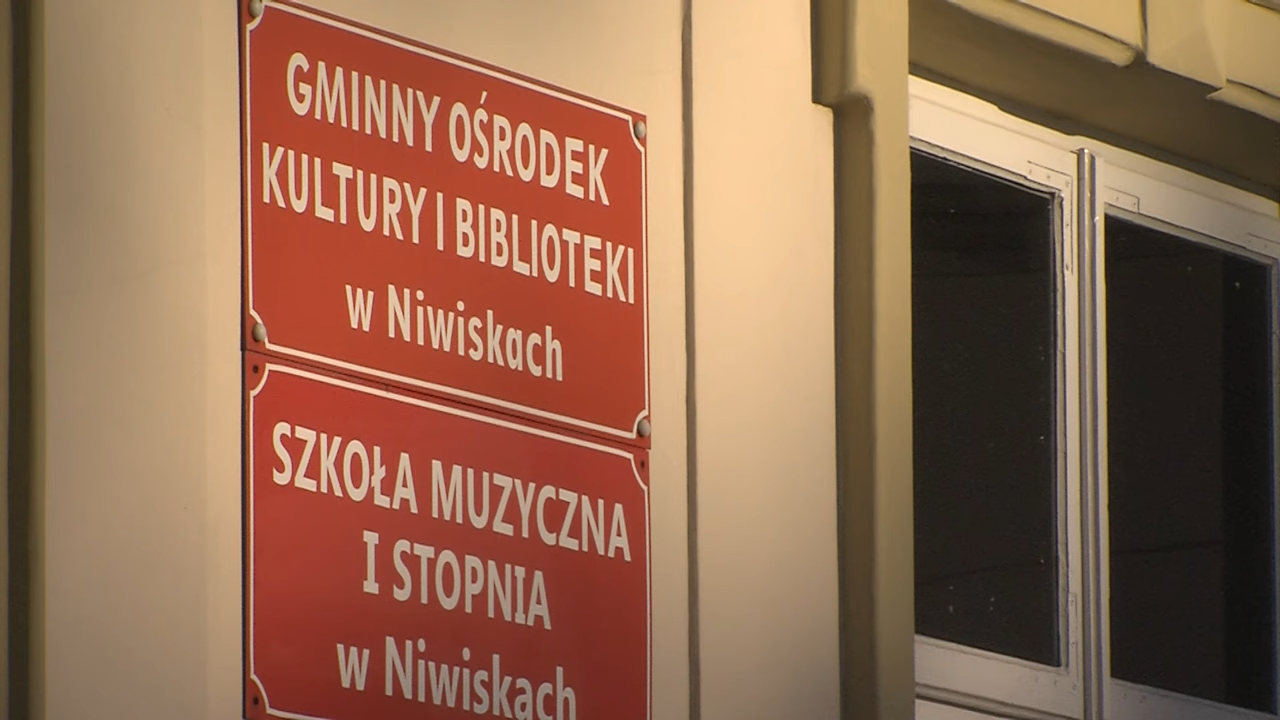 GMINNY OŚRODEK
KULTURY I BIBLIOTEKI
w Niwiskach
SZKOŁA MUZYCZNA
I STOPNIA
w Niwiskach